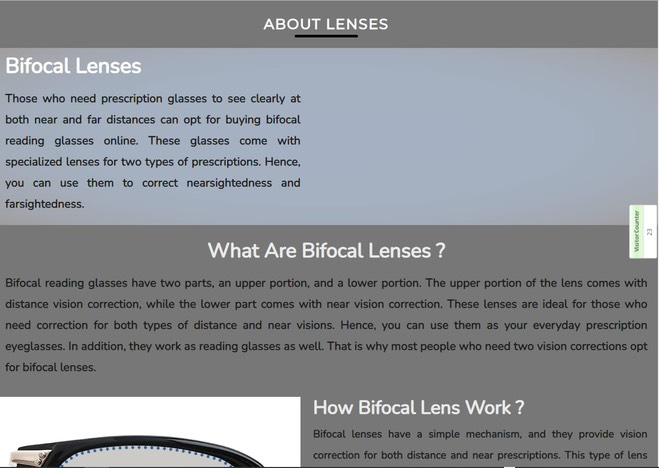 ABOUT LENSES
Bifocal Lenses
Those who need prescription glasses to see clearly at
both near and far distances can opt for buying bifocal
reading glasses online. These glasses come with
specialized lenses for two types of prescriptions. Hence,
you can use them to correct nearsightedness and
farsightedness.
Visitor Counter
23
What Are Bifocal Lenses ?
Bifocal reading glasses have two parts, an upper portion, and a lower portion. The upper portion of the lens comes with
distance vision correction, while the lower part comes with near vision correction. These lenses are ideal for those who
need correction for both types of distance and near visions. Hence, you can use them as your everyday prescription
eyeglasses. In addition, they work as reading glasses as well. That is why most people who need two vision corrections opt
for bifocal lenses.
How Bifocal Lens Work ?
Bifocal lenses have a simple mechanism, and they provide vision
correction for both distance and near prescriptions. This type of lens